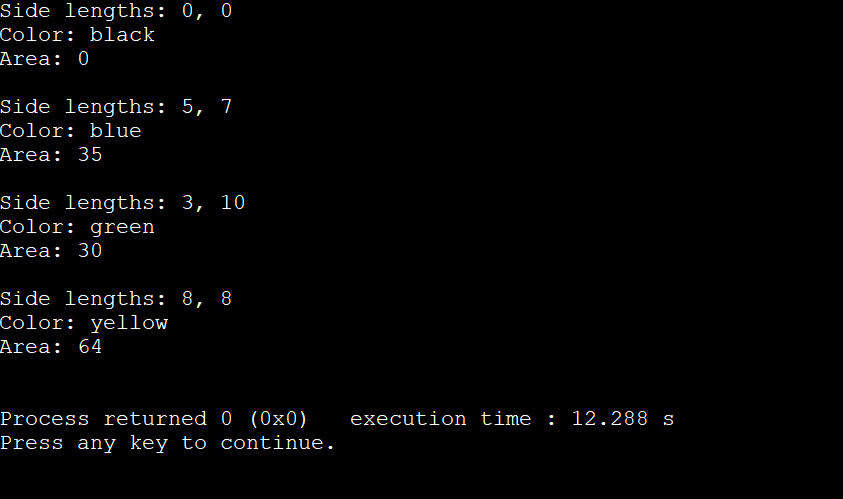 Side lengths: 0, 0
Color: black
Area: 0
Side lengths: 5, 7
Color: blue
Area: 35
Side lengths: 3, 10
Color: green
Area: 30
Side lengths: 8, 8
Color: yellow
Area: 64
Process returned 0 (0x0)   execution time : 12.288 s
Press any key to continue.